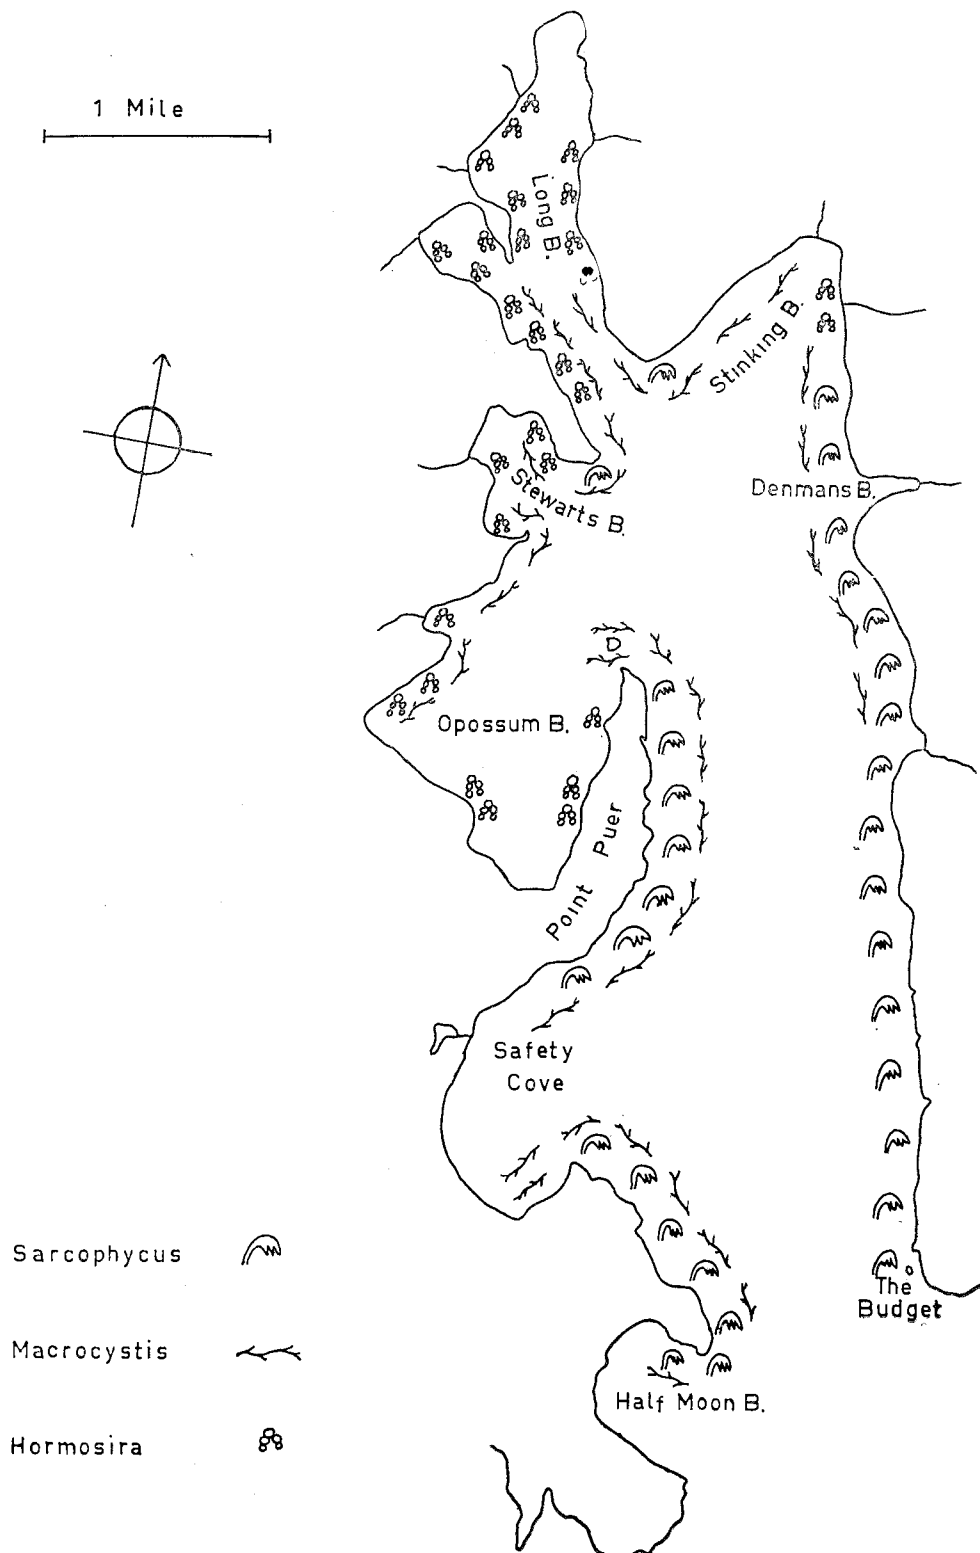 1 Mile
Long B.
Stinking B.
Stewarts B.
Denmans B.
Opossum B.
Point Puer
Safety
Cove
Sarcophycus
The
Budget
Macrocystis
Half Moon B.
Hormosira